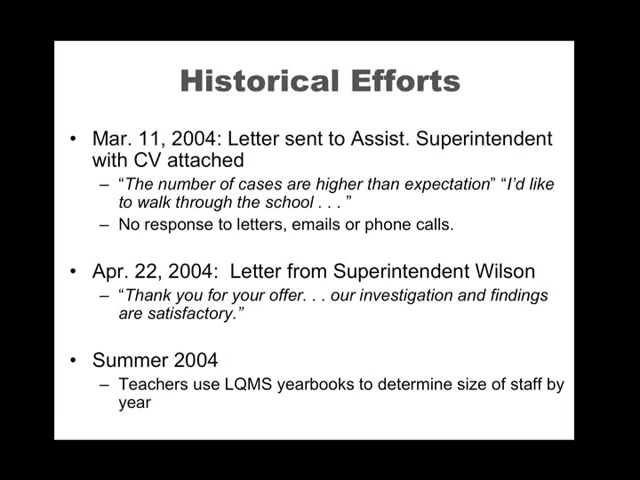 Historical Efforts
• Mar. 11, 2004: Letter sent to Assist. Superintendent
with CV attached
– “The number of cases are higher than expectation” “I’d like
to walk through the school . . . ”
– No response to letters, emails or phone calls.
• Apr. 22, 2004:  Letter from Superintendent Wilson
– “Thank you for your offer. . . our investigation and findings
are satisfactory.”
• Summer 2004
– Teachers use LQMS yearbooks to determine size of staff by
year